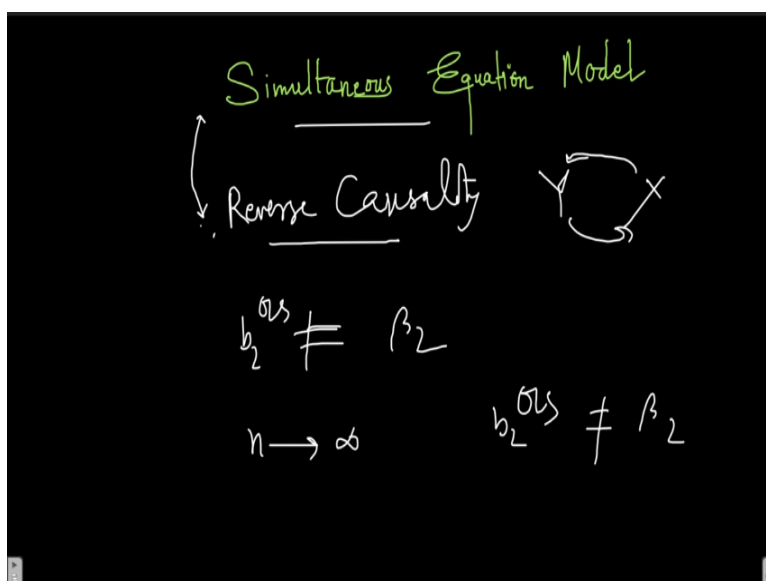 Simultaneous Equation Model
Reverse Causality Y X
b₂^OLS ≠ β₂
n → ∞ b₂^OLS ≠ β₂